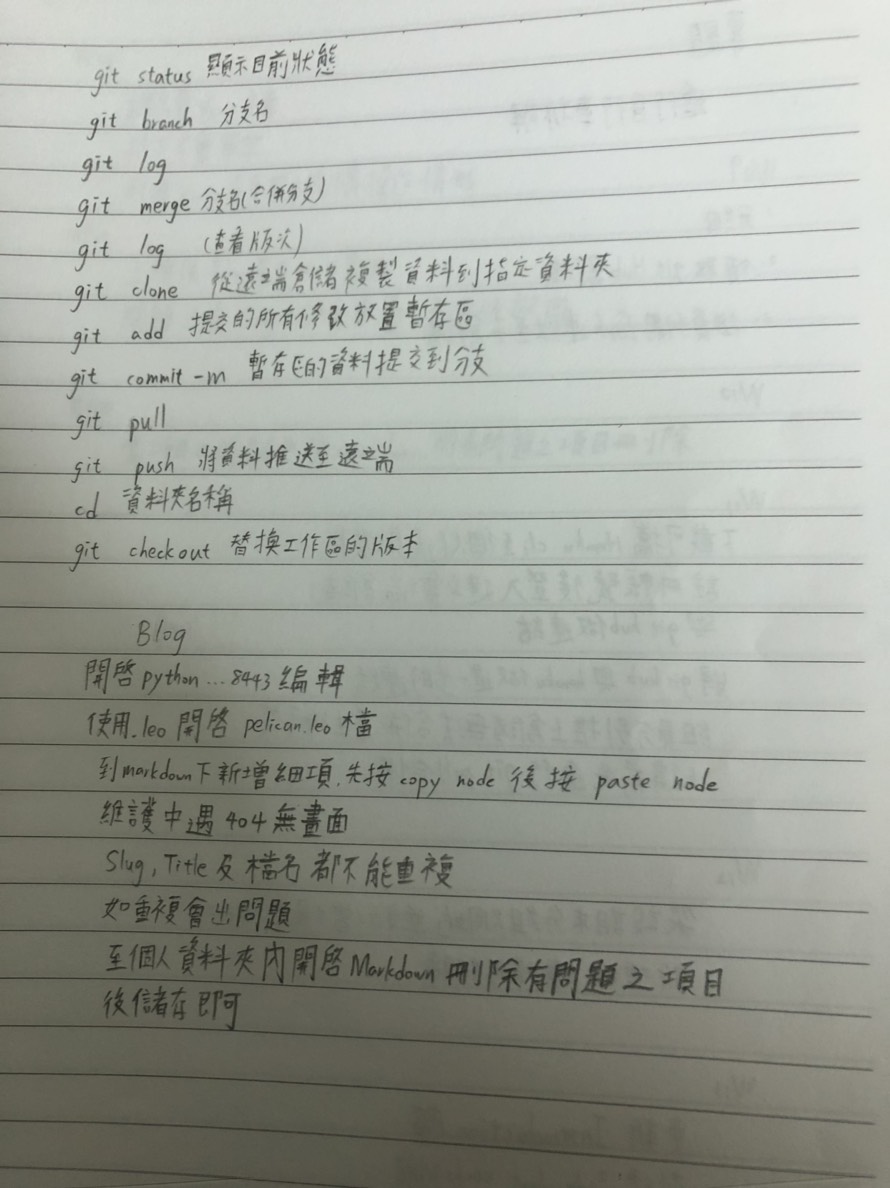 git status 顯示目前狀態
git branch 分支名
git log
git merge 分支名(合併分支)
git log (查看版次)
git clone 從遠端倉儲複製資料到指定資料夾
git add 提交的所有修改放置暫存區
git commit -m 暫存區的資料提交到分支
git pull
git push 將資料推送至遠端
cd 資料夾名稱
git checkout 替換工作區的版本
Blog
開啓 python ... 8443 編輯
使用.leo 開啓 pelican.leo 檔
到 markdown 下新增細項,先按 copy node 後按 paste node
維護中遇 404 無畫面
Slug, Title 及檔名都不能重複
如重複會出問題
至個人資料夾內開啓 Markdown 刪除有問題之項目
後儲存即可